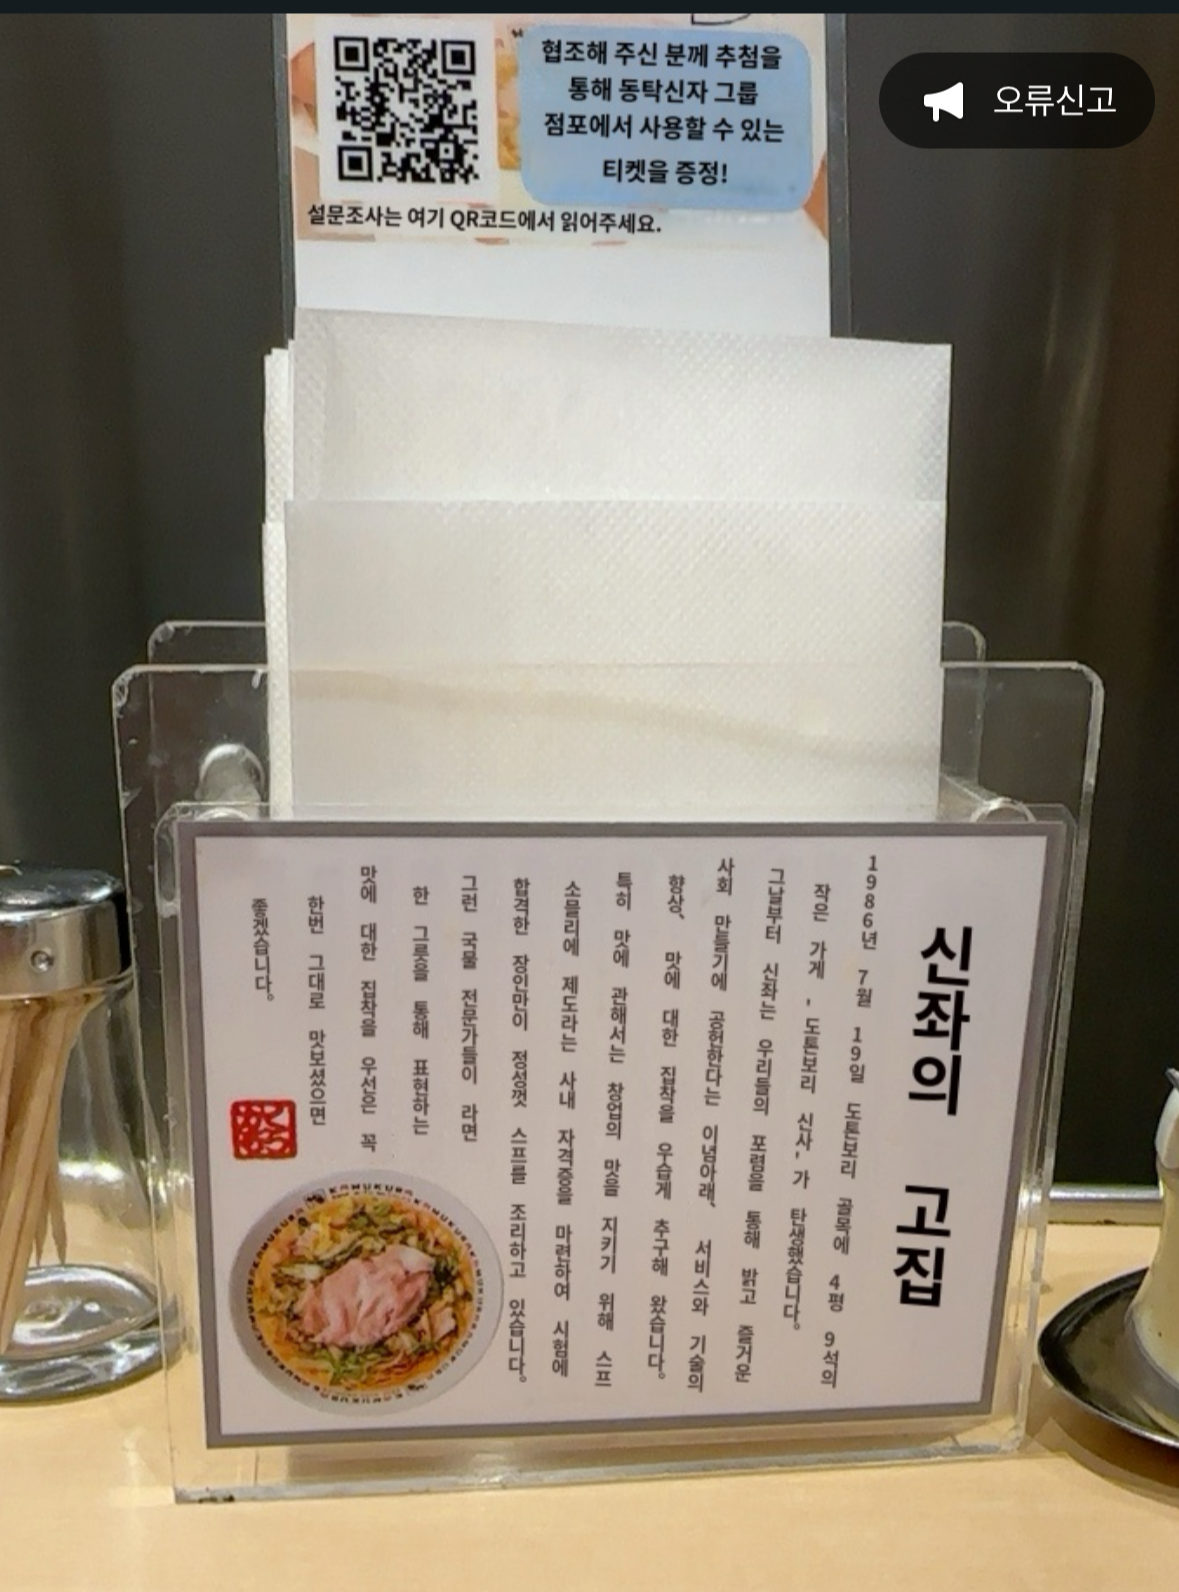 오류신고
협조해 주신 분께 추첨을
통해 동탁신자 그룹
점포에서 사용할 수 있는
티켓을 증정!
설문조사는 여기 QR코드에서 읽어주세요.
신좌의 고집
1986년 7월 19일 도톤보리 골목에 4평 9석의
작은 가게 ' 도톤보리 신사' 가 탄생했습니다.
그날부터 신좌는 우리들의 포렴을 통해 밝고 즐거운
사회 만들기에 공헌한다는 이념아래, 서비스와 기술의
향상, 맛에 대한 집착을 우습게 추구해 왔습니다.
특히 맛에 관해서는 창업의 맛을 지키기 위해 스프
소믈리에 제도라는 사내 자격증을 마련하여 시험에
합격한 장인만이 정성껏 스프를 조리하고 있습니다.
그런 국물 전문가들이 라면
한 그릇을 통해 표현하는
맛에 대한 집착을 우선은 꼭
한번 그대로 맛보셨으면
좋겠습니다.
KAMUKURA